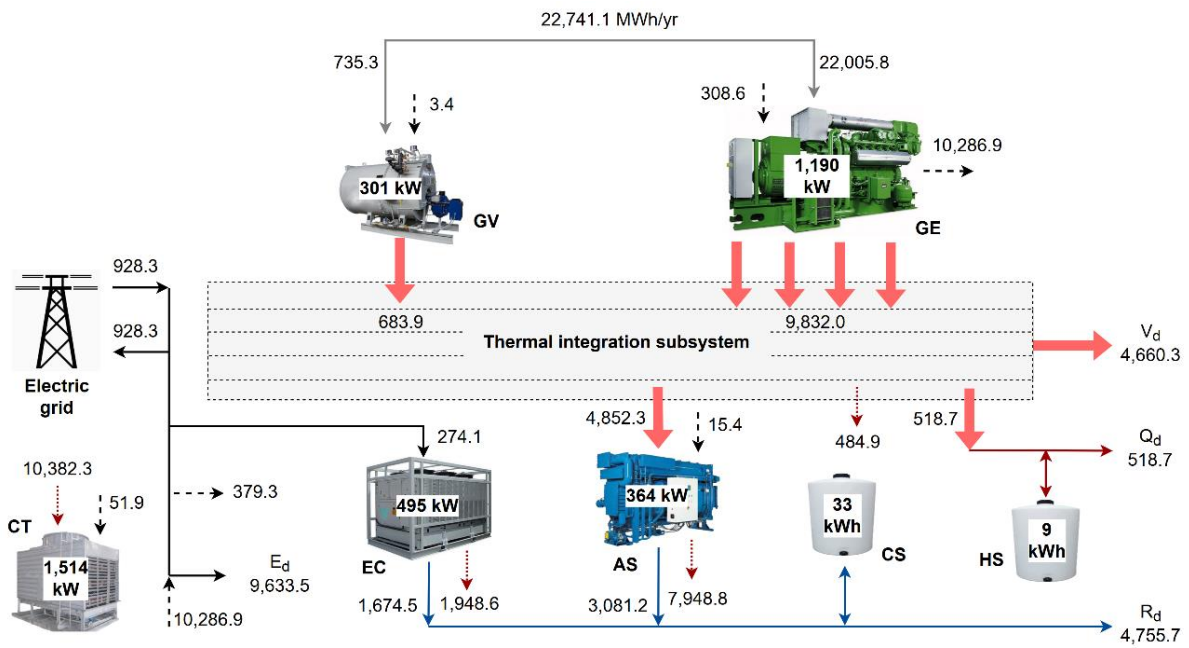 22,741.1 MWh/yr
735.3
22,005.8
3.4
308.6
10,286.9
301 kW
1,190
kW
GV
GE
928.3
928.3
683.9
9,832.0
Thermal integration subsystem
Vd
4,660.3
Electric
grid
4,852.3
15.4
484.9
518.7
274.1
Qd
518.7
10,382.3
51.9
379.3
CT
1,514
kW
495 kW
364 kW
33
kWh
9
kWh
EC
AS
CS
HS
Ed
9,633.5
10,286.9
1,674.5
1,948.6
3,081.2
7,948.8
Rd
4,755.7